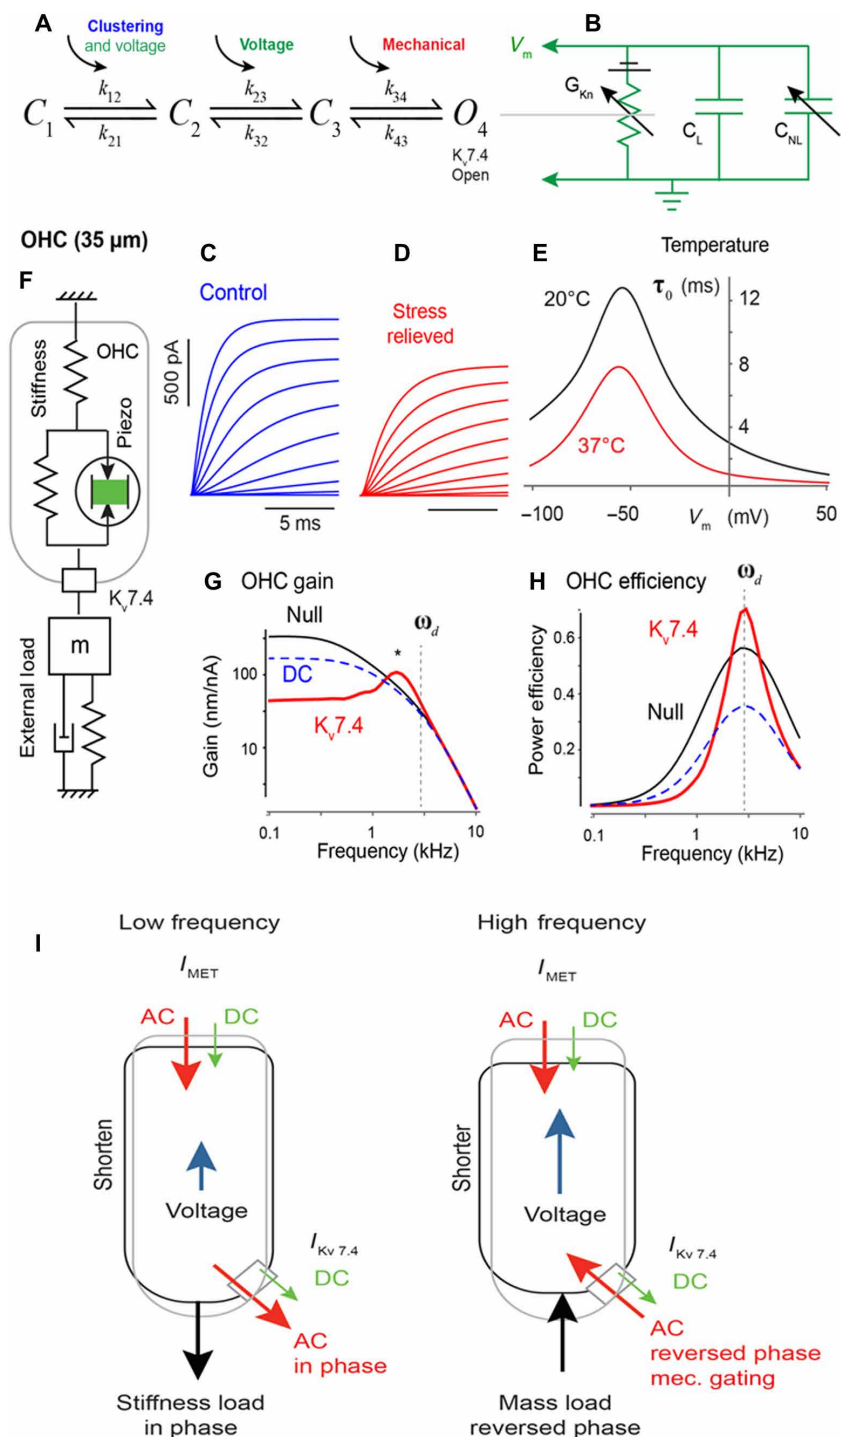 A
Clustering
and voltage
Voltage
Mechanical
k12 k23 k34
C1 C2 C3 O4
k21 k32 k43
Kv7.4
Open
B
Vm
GKn
CL
CNL
OHC (35 µm)
F
Stiffness
OHC
Piezo
Kv7.4
m
External load
C
Control
500 pA
5 ms
D
Stress
relieved
E
Temperature
τ0 (ms)
20°C
37°C
12
8
4
–100
–50
Vm (mV)
50
G OHC gain
Null
ωd
*
DC
Kv7.4
Gain (nm/nA)
100
10
0.1
1
10
Frequency (kHz)
H OHC efficiency
ωd
Kv7.4
Null
Power efficiency
0.6
0.4
0.2
0.1
1
10
Frequency (kHz)
I
Low frequency
IMET
AC
DC
Shorten
Voltage
IKv 7.4
DC
AC
in phase
Stiffness load
in phase
High frequency
IMET
AC
DC
Shorter
Voltage
IKv 7.4
DC
AC
reversed phase
mec. gating
Mass load
reversed phase